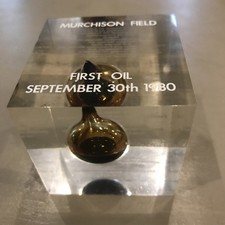 MURCHISON FIELD
FIRST OIL
SEPTEMBER 30th 1980